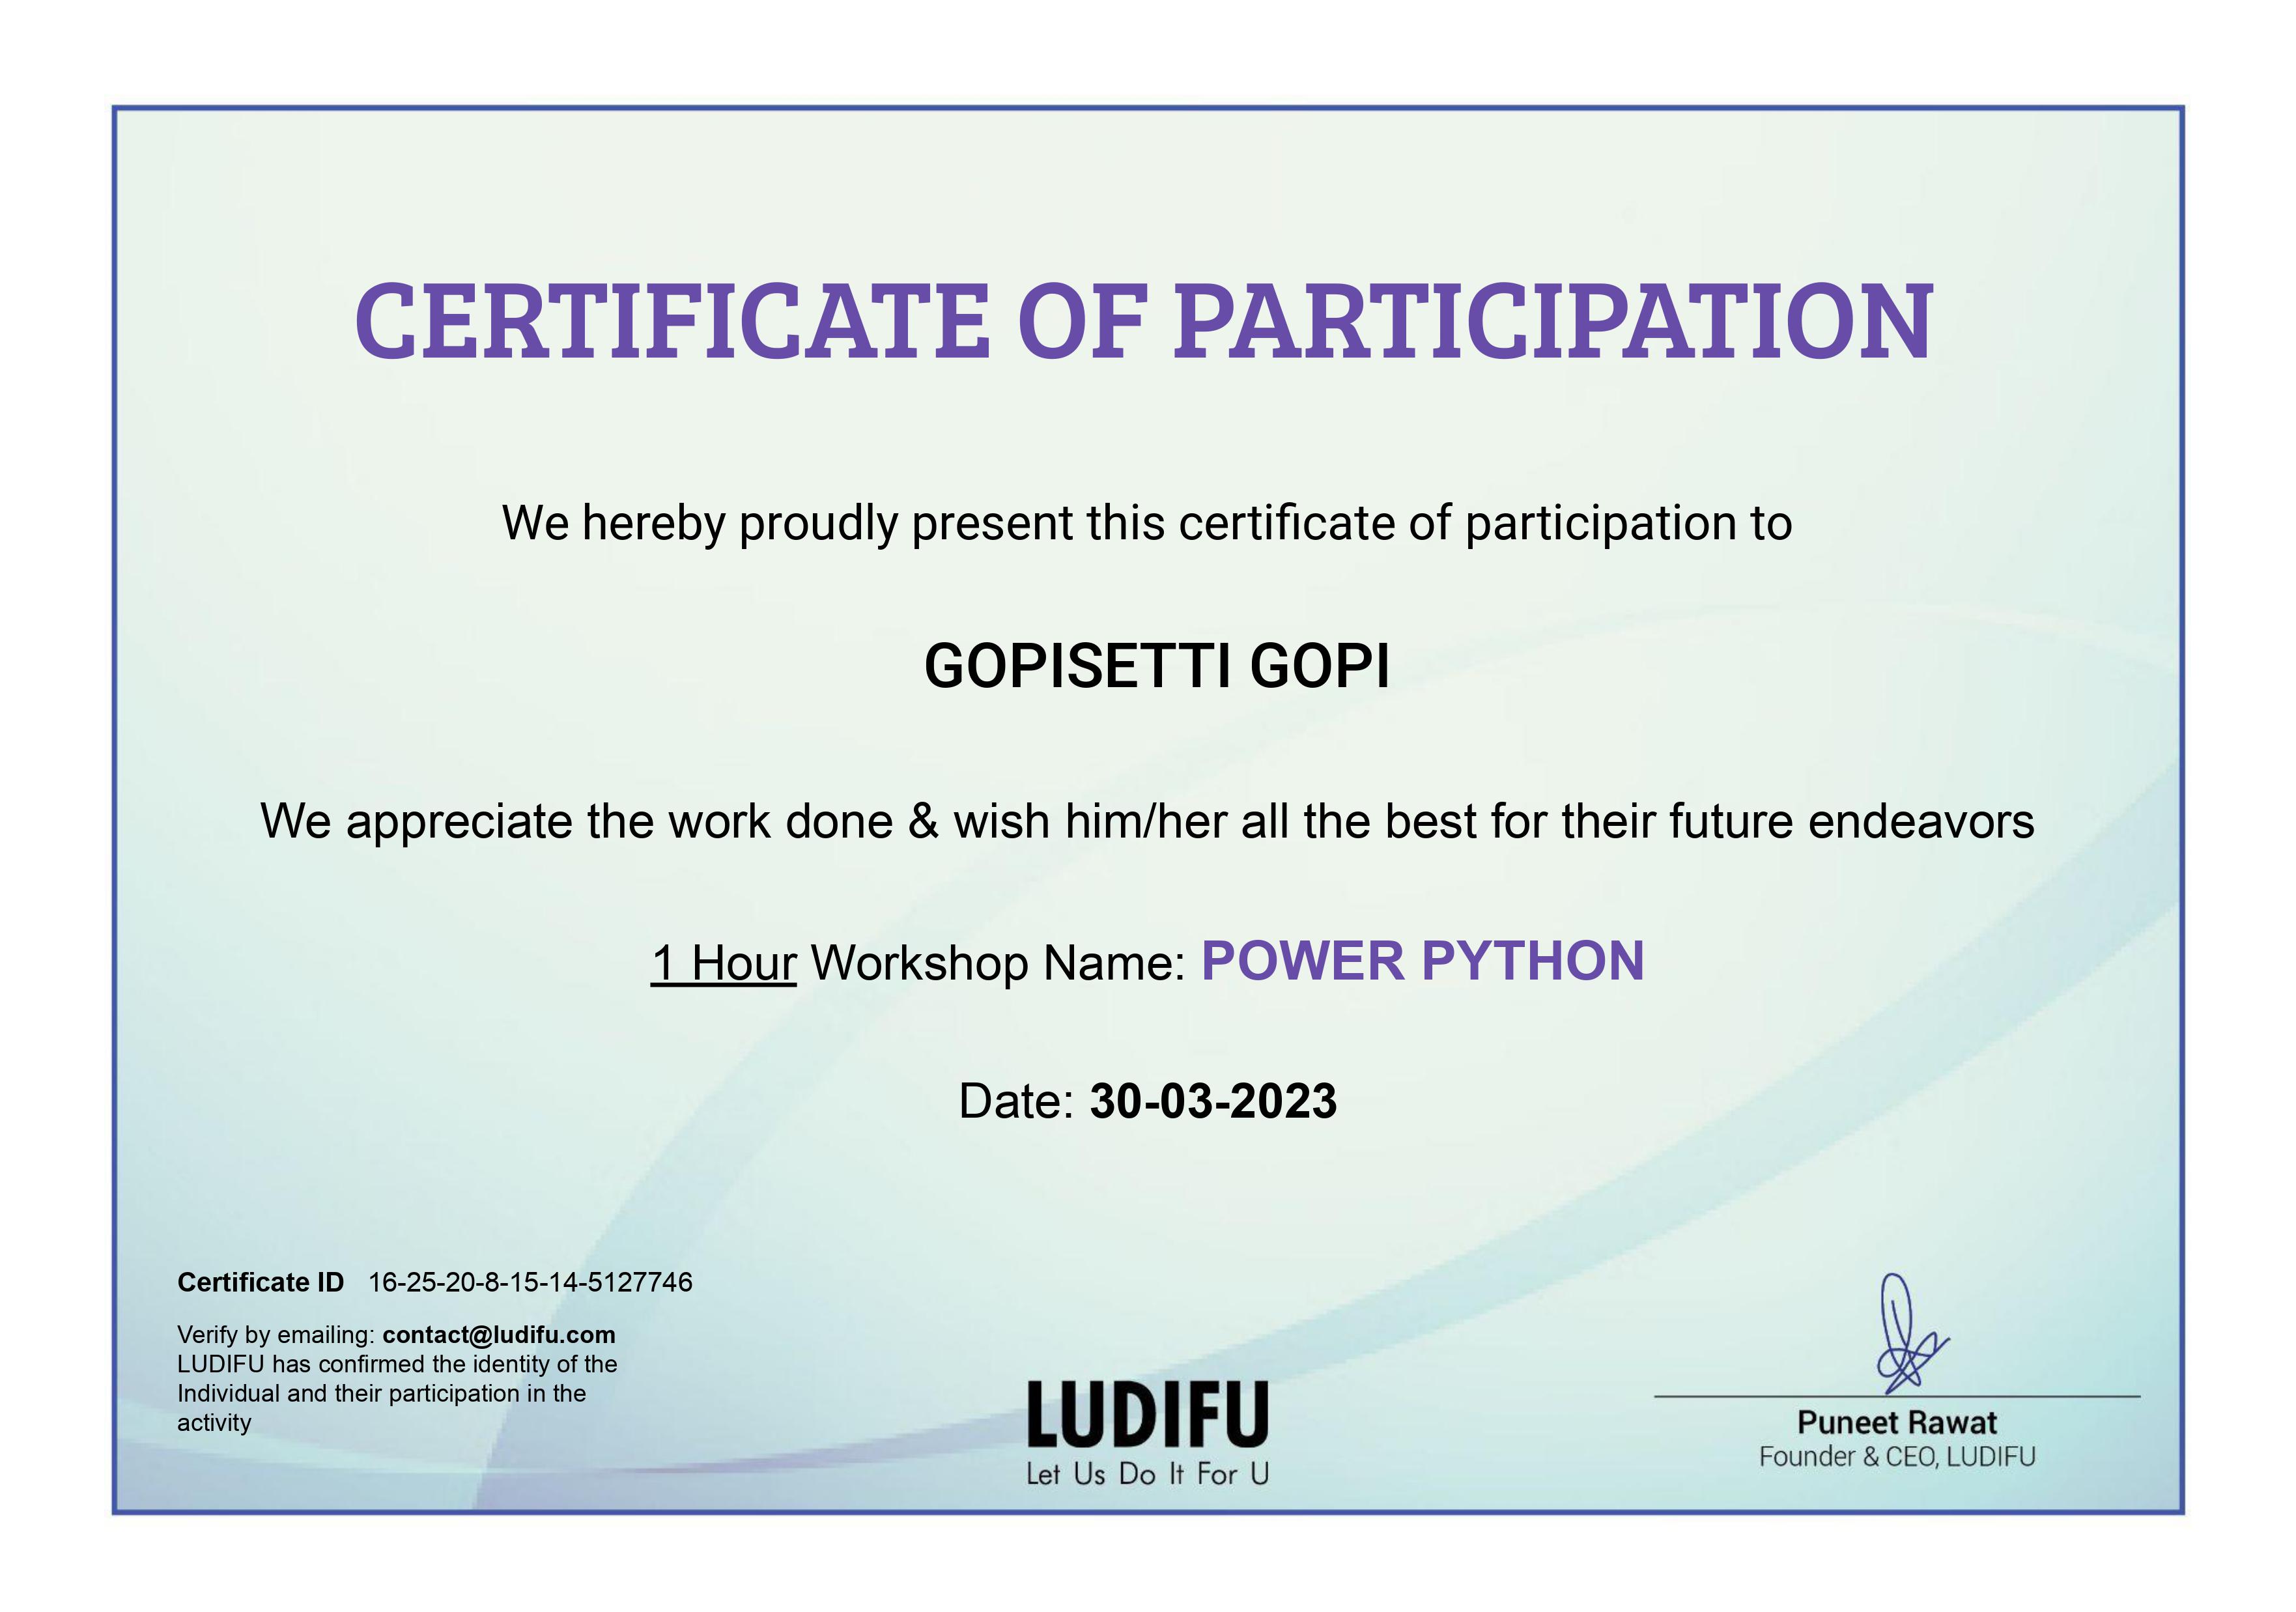 CERTIFICATE OF PARTICIPATION
We hereby proudly present this certificate of participation to
GOPISETTI GOPI
We appreciate the work done & wish him/her all the best for their future endeavors
1 Hour Workshop Name: POWER PYTHON
Date: 30-03-2023
Certificate ID 16-25-20-8-15-14-5127746
Verify by emailing: contact@ludifu.com
LUDIFU has confirmed the identity of the
Individual and their participation in the
activity
LUDIFU
Let Us Do It For U
Puneet Rawat
Founder & CEO, LUDIFU